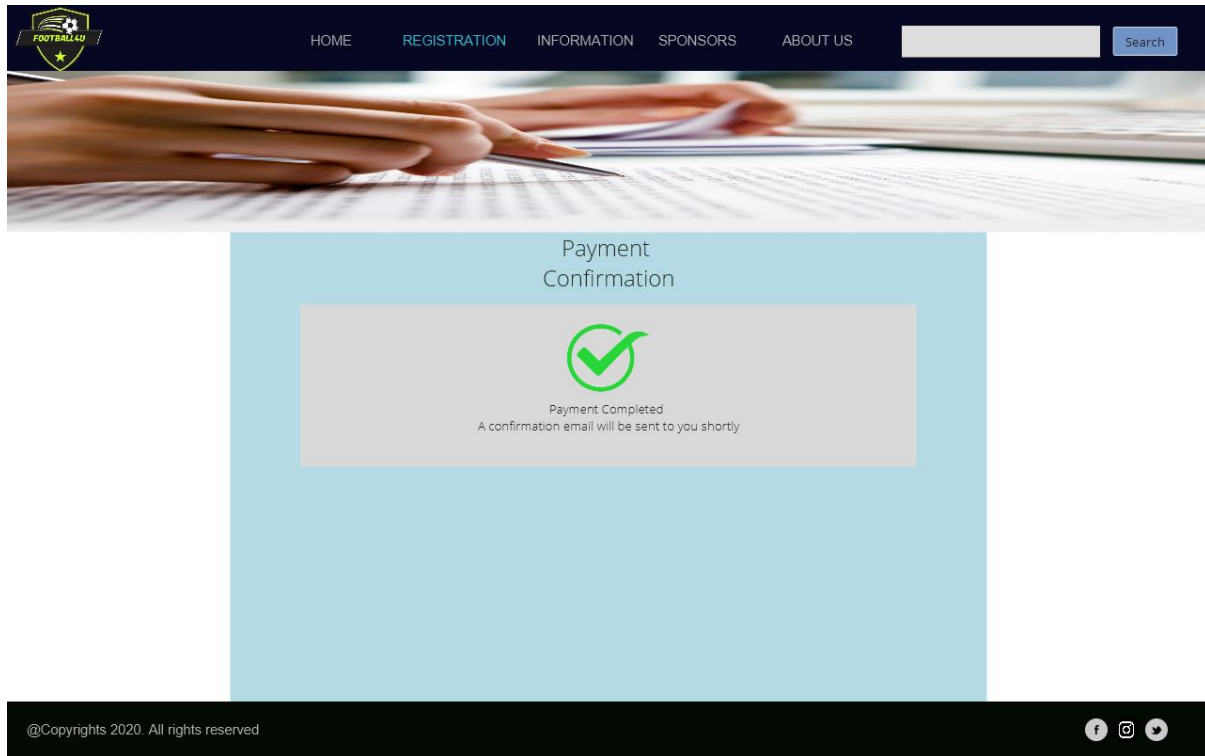 FOOTBALL4U
HOME REGISTRATION INFORMATION SPONSORS ABOUT US Search
Payment
Confirmation
Payment Completed
A confirmation email will be sent to you shortly
@Copyrights 2020. All rights reserved